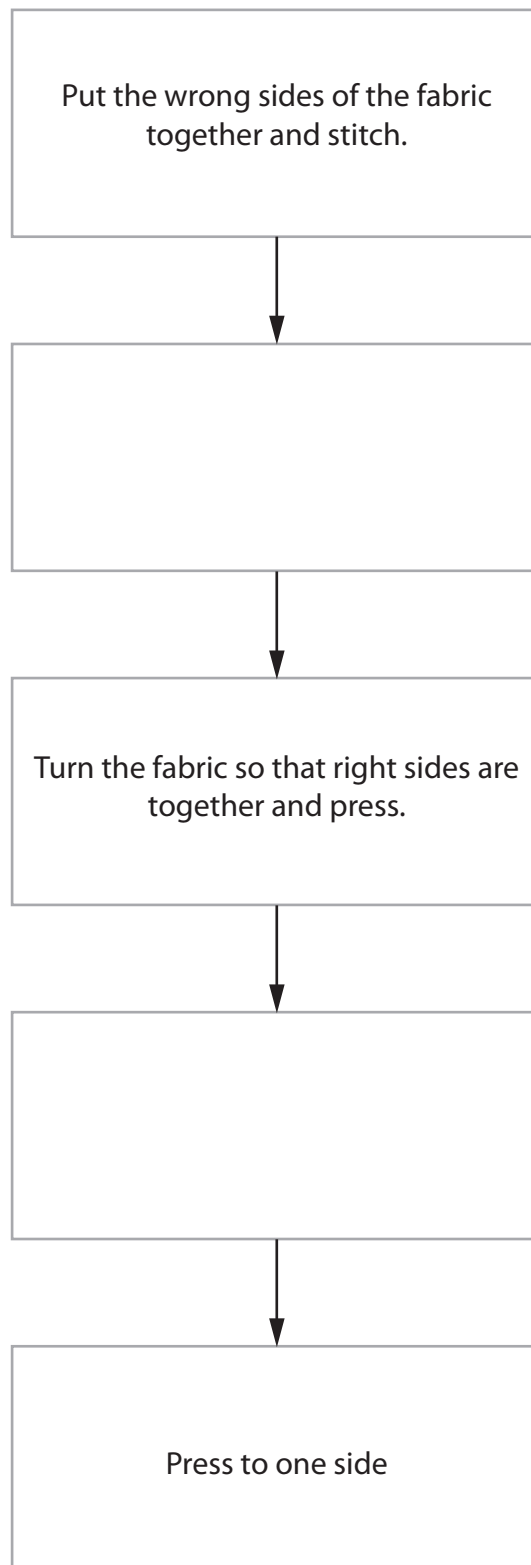 Put the wrong sides of the fabric
together and stitch.
Turn the fabric so that right sides are
together and press.
Press to one side